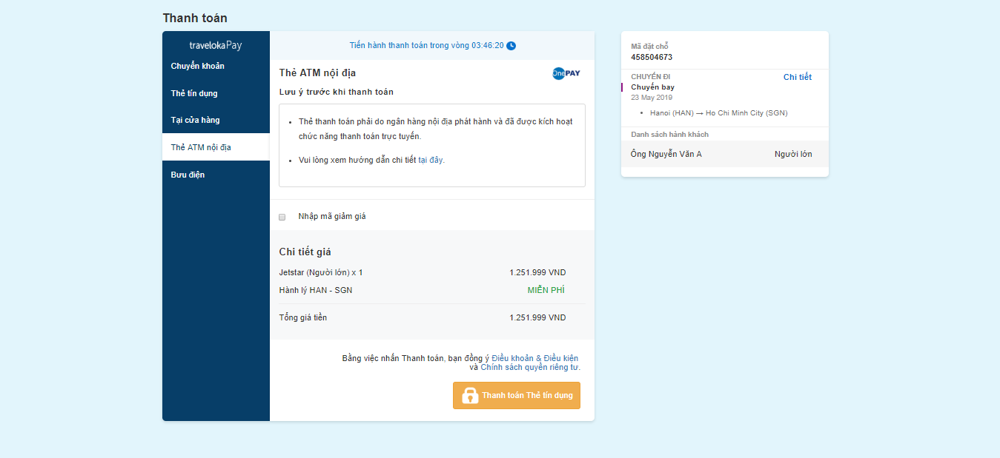 Thanh toán
travelokaPay
Chuyển khoản
Thẻ tín dụng
Tại cửa hàng
Thẻ ATM nội địa
Bưu điện
Tiến hành thanh toán trong vòng 03:46:20
Thẻ ATM nội địa
OnePAY
Lưu ý trước khi thanh toán
Thẻ thanh toán phải do ngân hàng nội địa phát hành và đã được kích hoạt
chức năng thanh toán trực tuyến.
Vui lòng xem hướng dẫn chi tiết tại đây.
Nhập mã giảm giá
Chi tiết giá
Jetstar (Người lớn) x 1 1.251.999 VND
Hành lý HAN - SGN MIỄN PHÍ
Tổng giá tiền 1.251.999 VND
Bằng việc nhấn Thanh toán, bạn đồng ý Điều khoản & Điều kiện
và Chính sách quyền riêng tư.
Thanh toán Thẻ tín dụng
Mã đặt chỗ
458504673
CHUYẾN ĐI Chi tiết
Chuyến bay
23 May 2019
Hanoi (HAN) → Ho Chi Minh City (SGN)
Danh sách hành khách
Ông Nguyễn Văn A Người lớn